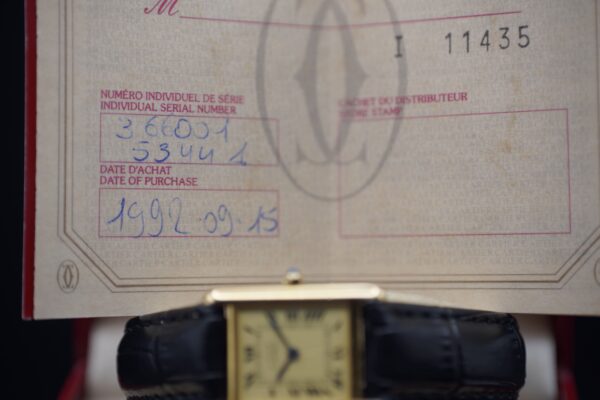 M
I 11435
NUMÉRO INDIVIDUEL DE SÉRIE
INDIVIDUAL SERIAL NUMBER
366001
53441
DATE D'ACHAT
DATE OF PURCHASE
1992.09.15
CACHET DU DISTRIBUTEUR
STORE STAMP